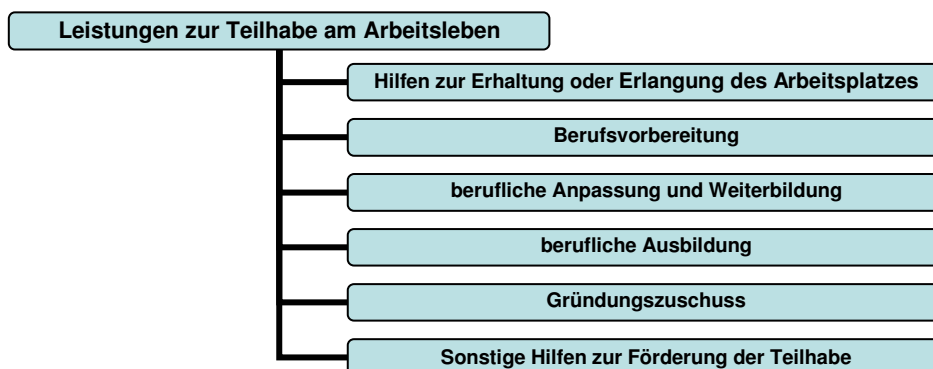 Leistungen zur Teilhabe am Arbeitsleben
Hilfen zur Erhaltung oder Erlangung des Arbeitsplatzes
Berufsvorbereitung
berufliche Anpassung und Weiterbildung
berufliche Ausbildung
Gründungszuschuss
Sonstige Hilfen zur Förderung der Teilhabe